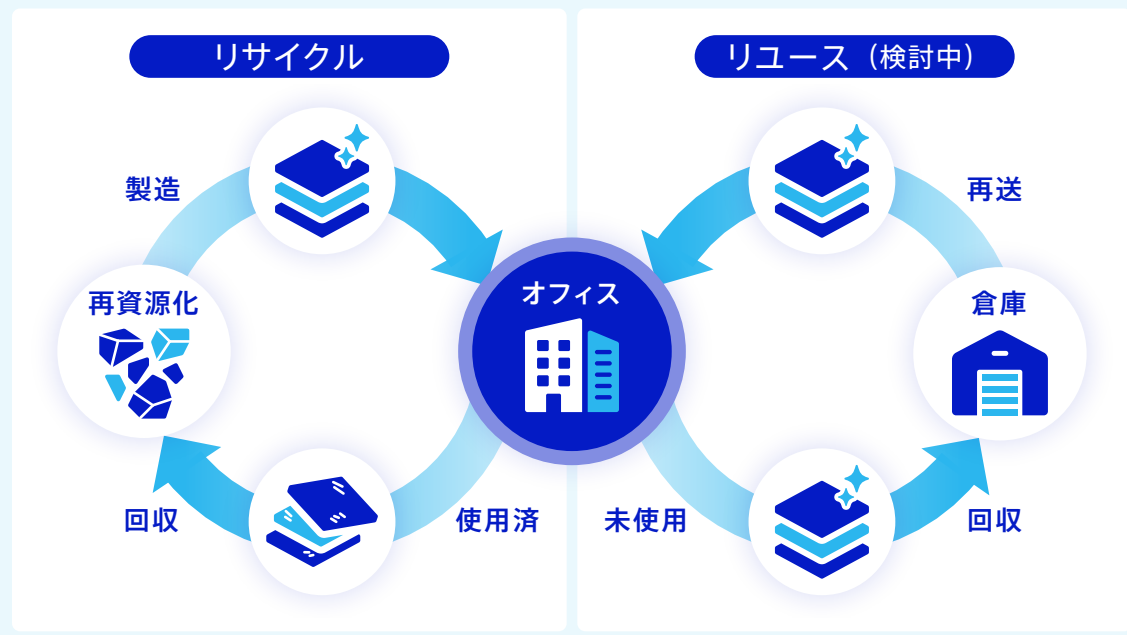 リサイクル
リユース（検討中）
製造
再送
オフィス
再資源化
倉庫
回収
使用済
未使用
回収